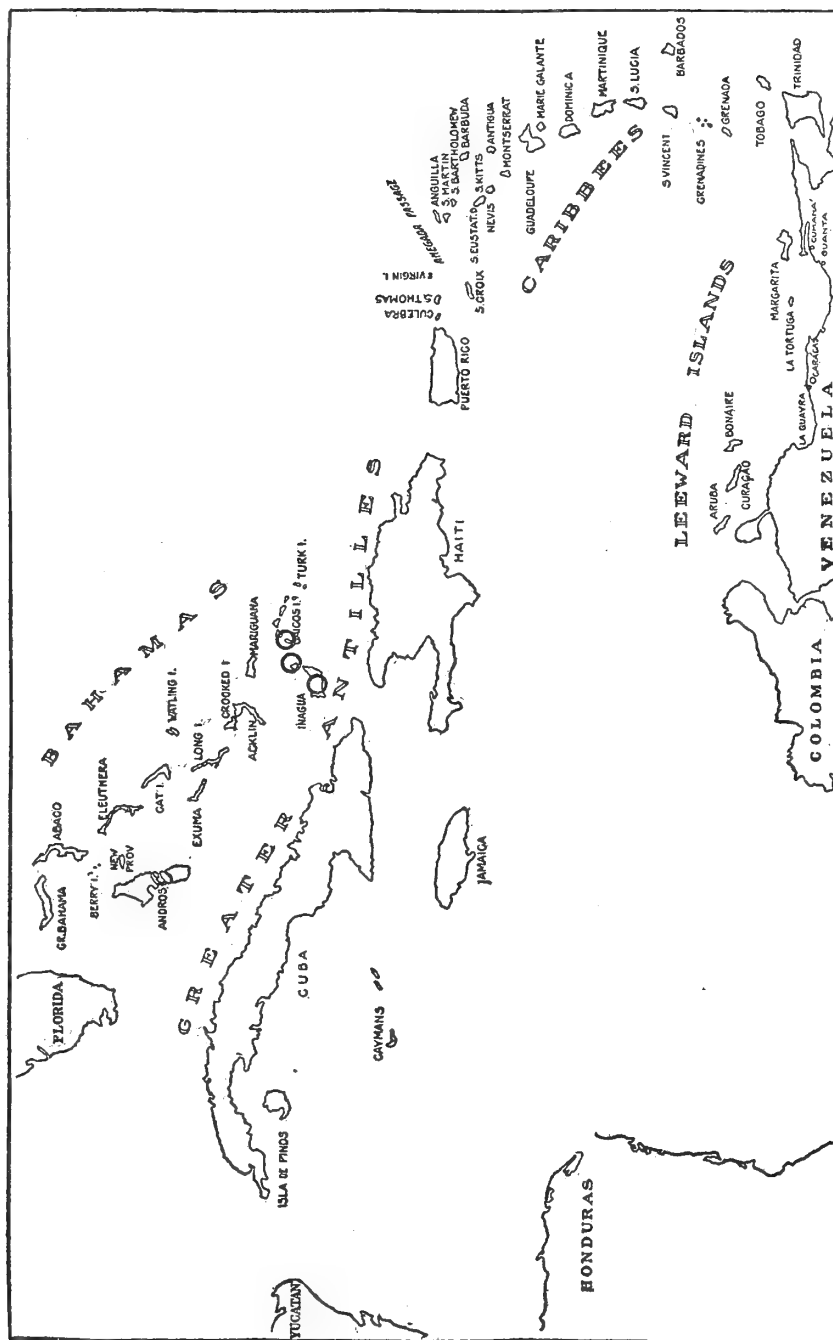 FLORIDA
GR.BAHAMA
ABACO
BERRY I.
NEW
PROV
ELEUTHERA
ANDROS
CAT I.
EXUMA
WATLING I.
LONG I.
CROOKED I
ACKLIN
MARIGUANA
INAGUA
CAICOS I.
TURK I.
BAHAMAS
GREATER ANTILLES
YUCATAN
ISLA DE PINOS
CUBA
CAYMANS
JAMAICA
HAITI
PUERTO RICO
CULEBRA
S.THOMAS
VIRGIN I.
ANEGADA PASSAGE
S.CROIX
ANGUILLA
S. MARTIN
S. BARTHOLOMEW
BARBUDA
S.EUSTAT.
S.KITTS
NEVIS
ANTIGUA
MONTSERRAT
GUADELOUPE
MARIE GALANTE
DOMINICA
MARTINIQUE
S.LUCIA
BARBADOS
S VINCENT
GRENADINES
GRENADA
TOBAGO
TRINIDAD
CARIBBEES
LEEWARD ISLANDS
HONDURAS
ARUBA
CURAÇAO
BONAIRE
LA TORTUGA
MARGARITA
LA GUAYRA
CARACAS
CUMANA'
GUANTA
COLOMBIA
VENEZUELA